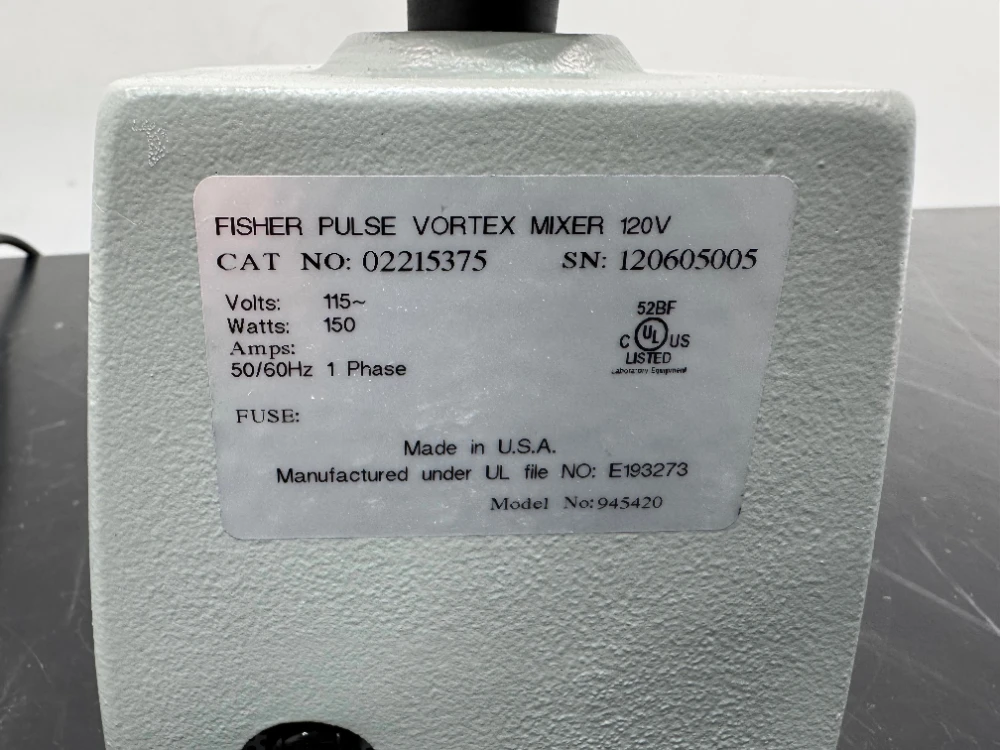 FISHER PULSE VORTEX MIXER 120V
CAT NO: 02215375 SN: 120605005
Volts: 115~
Watts: 150
Amps:
50/60Hz 1 Phase
52BF
C UL US
LISTED
Laboratory Equipment
FUSE:
Made in U.S.A.
Manufactured under UL file NO: E193273
Model No:945420